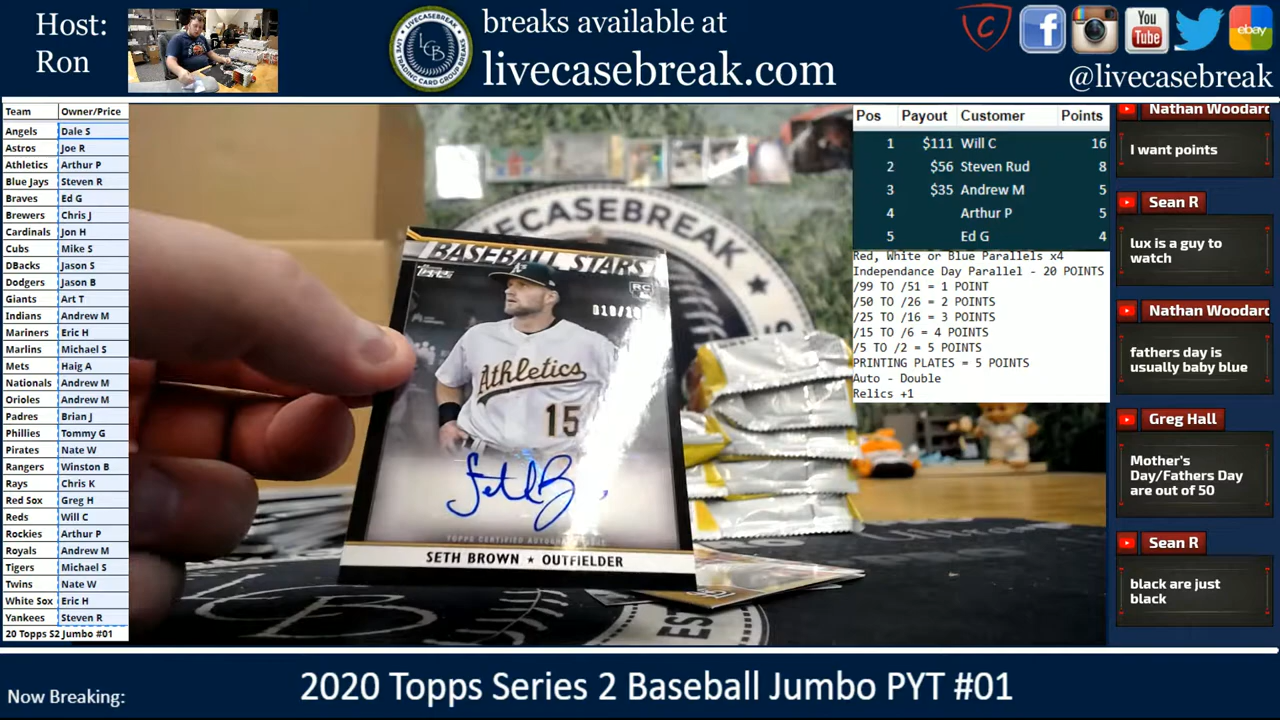 Host:
Ron
LIVECASEBREAK
LCB
breaks available at
livecasebreak.com
You
Tube
ebay
@livecasebreak
Team Owner/Price
Angels Dale S
Astros Joe R
Athletics Arthur P
Blue Jays Steven R
Braves Ed G
Brewers Chris J
Cardinals Jon H
Cubs Mike S
DBacks Jason S
Dodgers Jason B
Giants Art T
Indians Andrew M
Mariners Eric H
Marlins Michael S
Mets Haig A
Nationals Andrew M
Orioles Andrew M
Padres Brian J
Phillies Tommy G
Pirates Nate W
Rangers Winston B
Rays Chris K
Red Sox Greg H
Reds Will C
Rockies Arthur P
Royals Andrew M
Tigers Michael S
Twins Nate W
White Sox Eric H
Yankees Steven R
20 Topps S2 Jumbo #01
LIVECASEBREAK
BASEBALL STARS
Topps
RC
Athletics
15
TOPPS CERTIFIED AUTOGRAPH
SETH BROWN ★ OUTFIELDER
Pos Payout Customer Points
1 $111 Will C 16
2 $56 Steven Rud 8
3 $35 Andrew M 5
4 Arthur P 5
5 Ed G 4
Red, White or Blue Parallels x4
Independance Day Parallel - 20 POINTS
/99 TO /51 = 1 POINT
/50 TO /26 = 2 POINTS
/25 TO /16 = 3 POINTS
/15 TO /6 = 4 POINTS
/5 TO /2 = 5 POINTS
PRINTING PLATES = 5 POINTS
Auto - Double
Relics +1
Nathan Woodard
I want points
Sean R
lux is a guy to
watch
Nathan Woodard
fathers day is
usually baby blue
Greg Hall
Mother's
Day/Fathers Day
are out of 50
Sean R
black are just
black
Now Breaking:
2020 Topps Series 2 Baseball Jumbo PYT #01